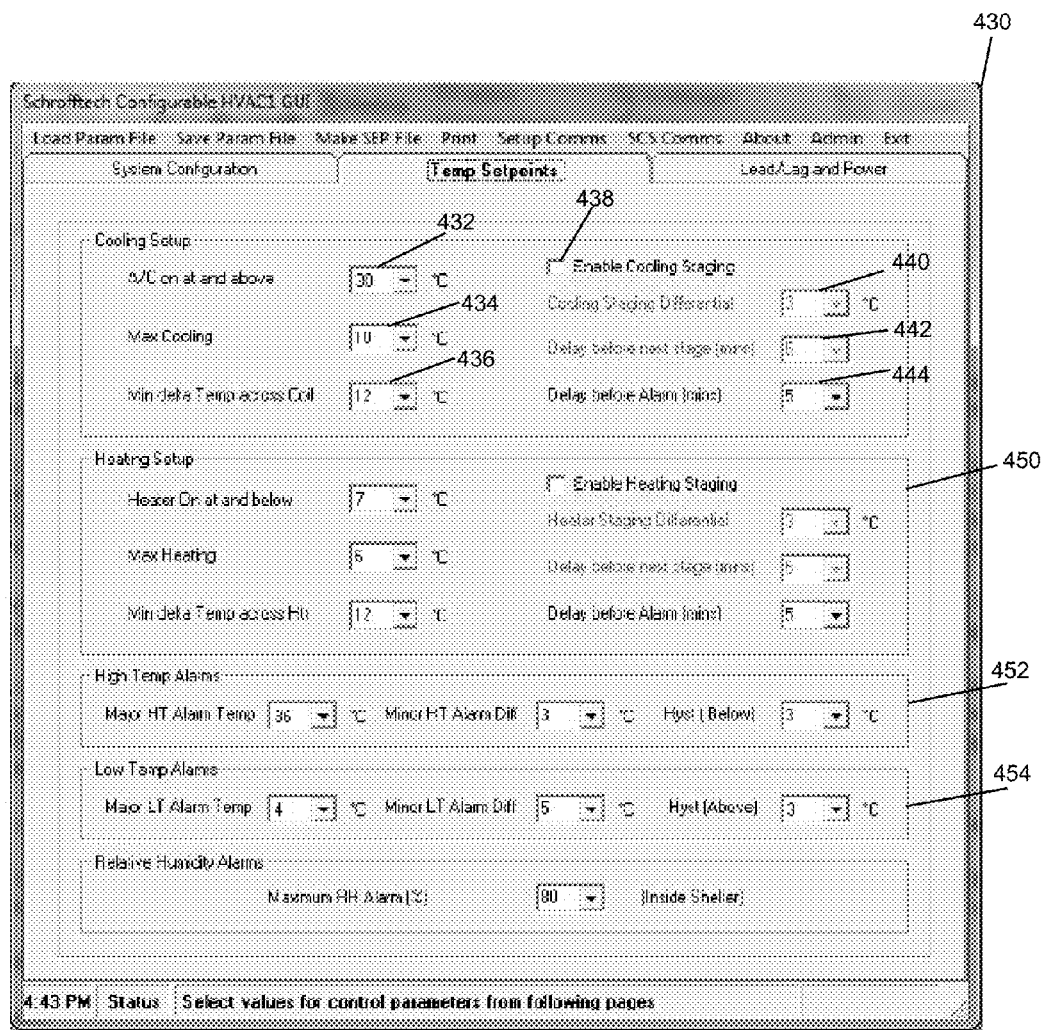 430
Schrofftech Configurable HVAC1 GUI
Load Param File Save Param File Make SEP File Print Setup Comms SCS Comms About Admin Exit
System Configuration Temp Setpoints Lead/Lag and Power
432 438
Cooling Setup
A/C on at and above 30 °C Enable Cooling Staging 440
434 Cooling Staging Differential 3 °C
Max Cooling 10 °C 442
436 Delay before next stage (mins) 5
444
Min delta Temp across Coil 12 °C Delay before Alarm (mins) 5
Heating Setup 450
Heater On at and below 7 °C Enable Heating Staging
Heater Staging Differential 3 °C
Max Heating 6 °C
Delay before next stage (mins) 5
Min delta Temp across Htr 12 °C Delay before Alarm (mins) 5
High Temp Alarms 452
Major HT Alarm Temp 36 °C Minor HT Alarm Diff 3 °C Hyst (Below) 3 °C
Low Temp Alarms 454
Major LT Alarm Temp 4 °C Minor LT Alarm Diff 5 °C Hyst (Above) 3 °C
Relative Humidity Alarms
Maximum RH Alarm (%) 80 (Inside Shelter)
4:43 PM Status Select values for control parameters from following pages